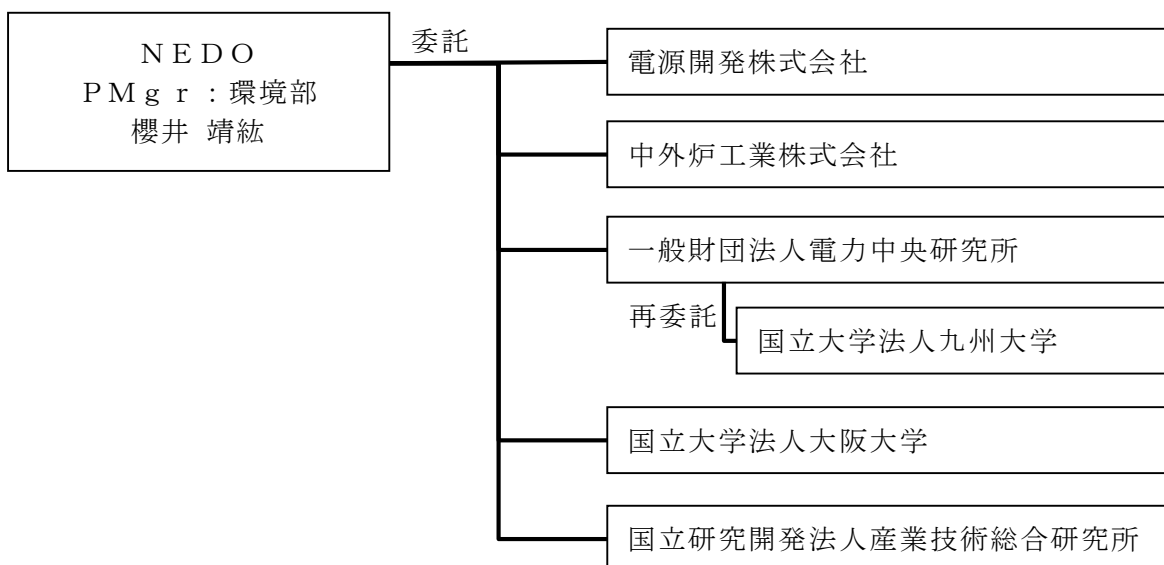 ＮＥＤＯ
ＰＭｇｒ：環境部
櫻井 靖紘
委託
電源開発株式会社
中外炉工業株式会社
一般財団法人電力中央研究所
再委託
国立大学法人九州大学
国立大学法人大阪大学
国立研究開発法人産業技術総合研究所